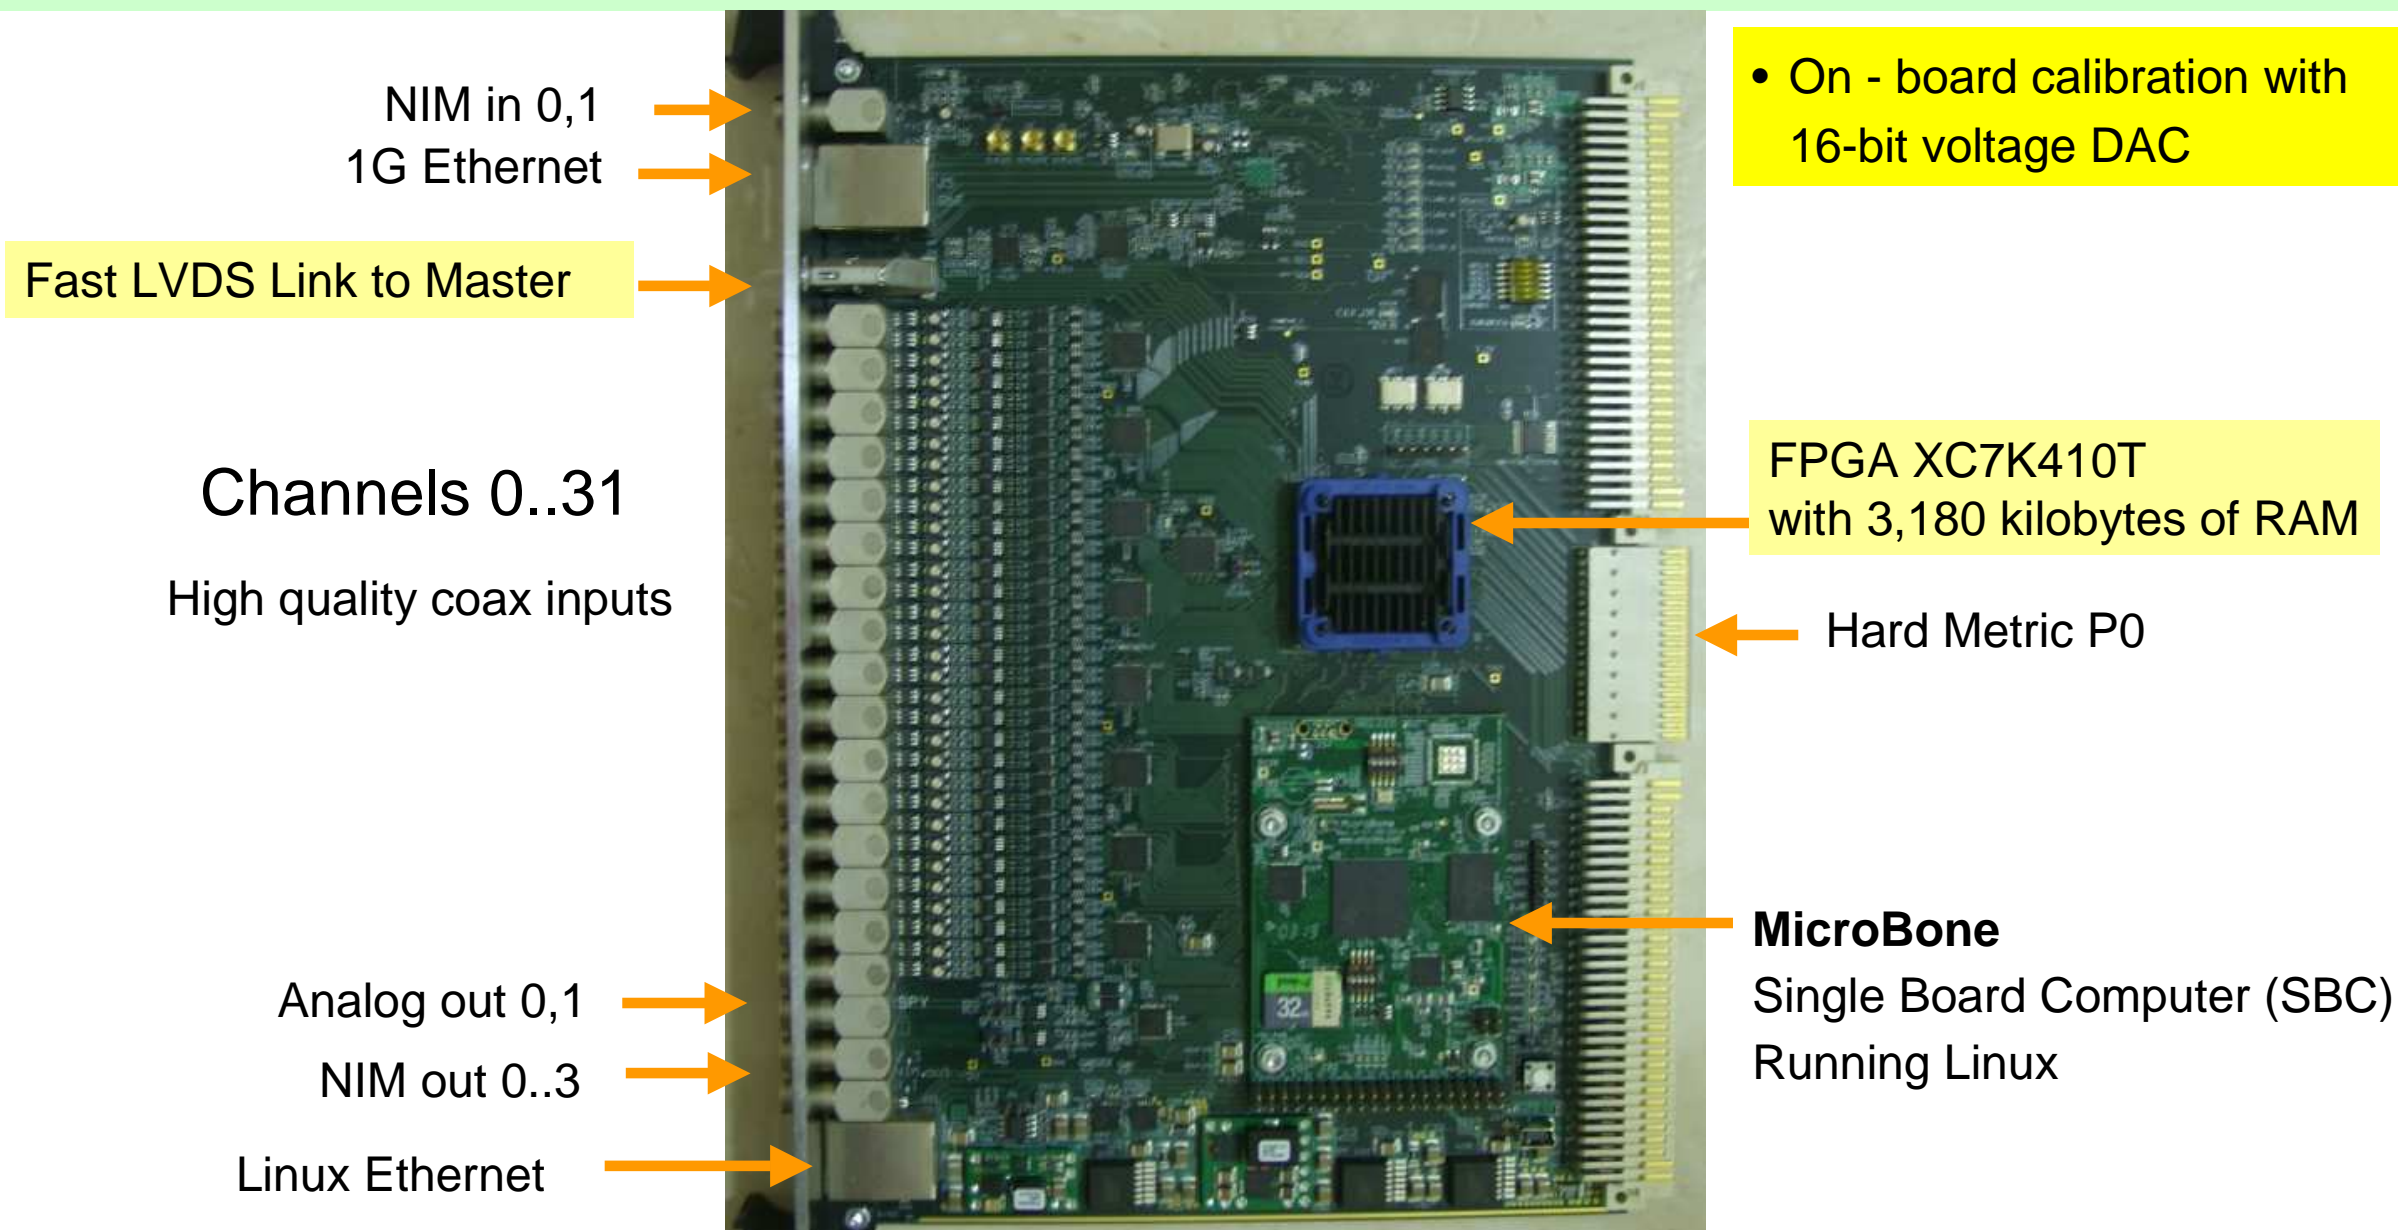 NIM in 0,1
1G Ethernet
Fast LVDS Link to Master
Channels 0..31
High quality coax inputs
Analog out 0,1
NIM out 0..3
Linux Ethernet
• On - board calibration with
16-bit voltage DAC
FPGA XC7K410T
with 3,180 kilobytes of RAM
Hard Metric P0
MicroBone
Single Board Computer (SBC)
Running Linux
SPY
32